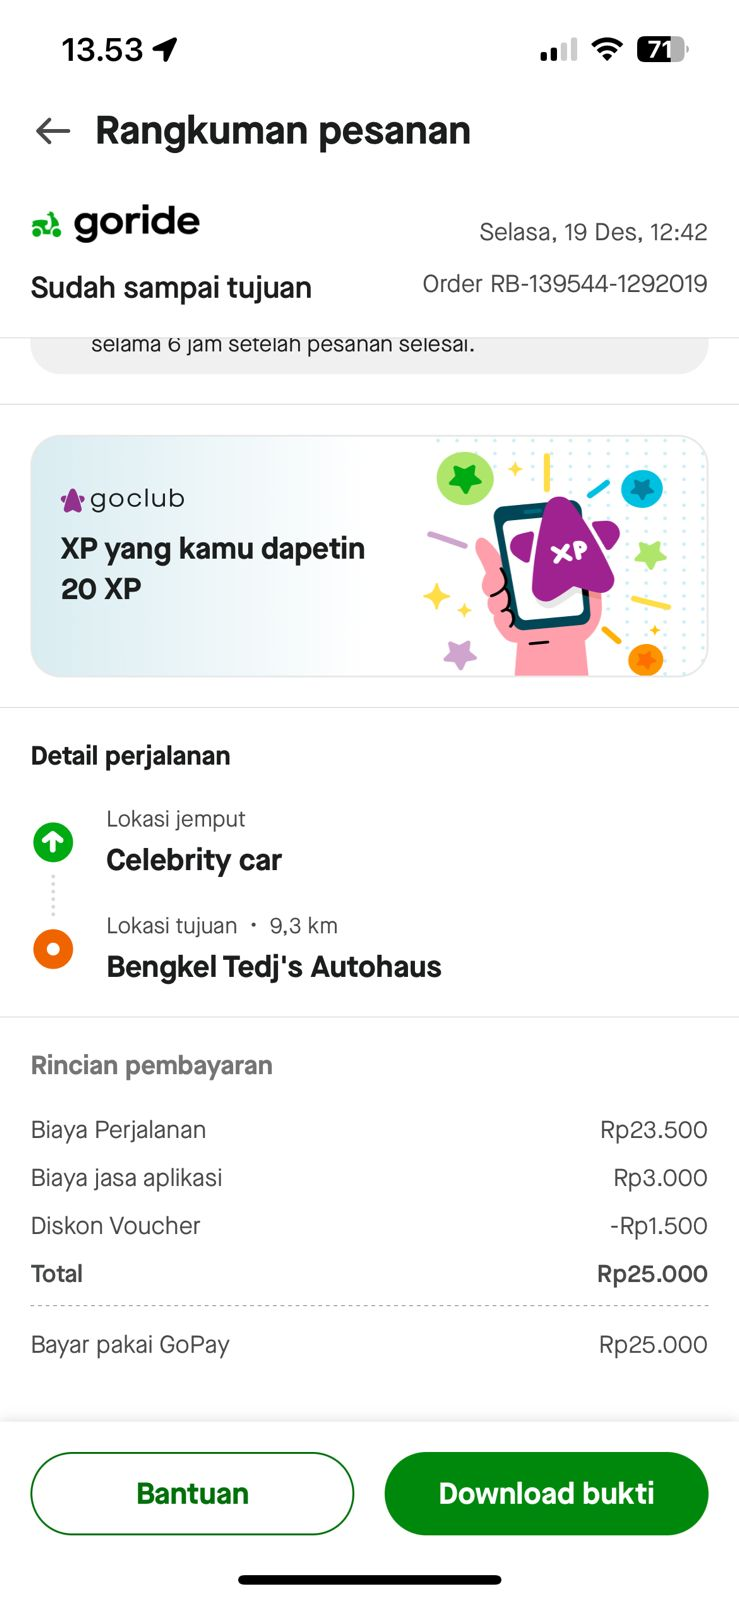 13.53
71
Rangkuman pesanan
goride
Selasa, 19 Des, 12:42
Sudah sampai tujuan
Order RB-139544-1292019
selama 6 jam setelah pesanan selesai.
goclub
XP yang kamu dapetin
20 XP
XP
Detail perjalanan
Lokasi jemput
Celebrity car
Lokasi tujuan • 9,3 km
Bengkel Tedj's Autohaus
Rincian pembayaran
Biaya Perjalanan Rp23.500
Biaya jasa aplikasi Rp3.000
Diskon Voucher -Rp1.500
Total Rp25.000
Bayar pakai GoPay Rp25.000
Bantuan
Download bukti